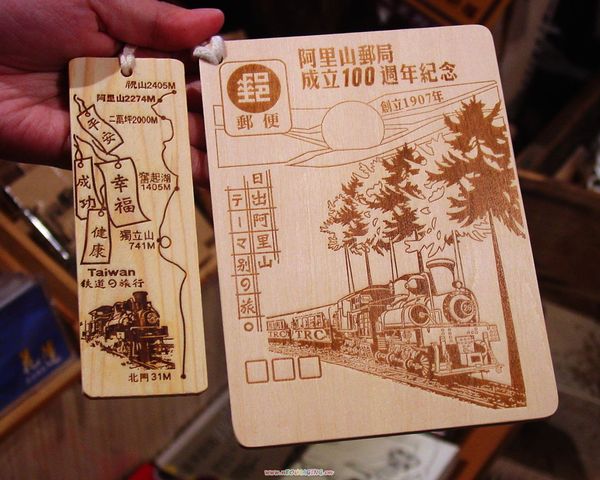 祝山2405M
阿里山2274M
二萬坪2000M
平安
成功
幸福
奮起湖
1405M
健康
獨立山
741M
Taiwan
鉄道の旅行
北門31M
阿里山郵局
成立100週年紀念
創立1907年
郵
郵便
日出阿里山
テーマ別の旅。
TRC
TRC